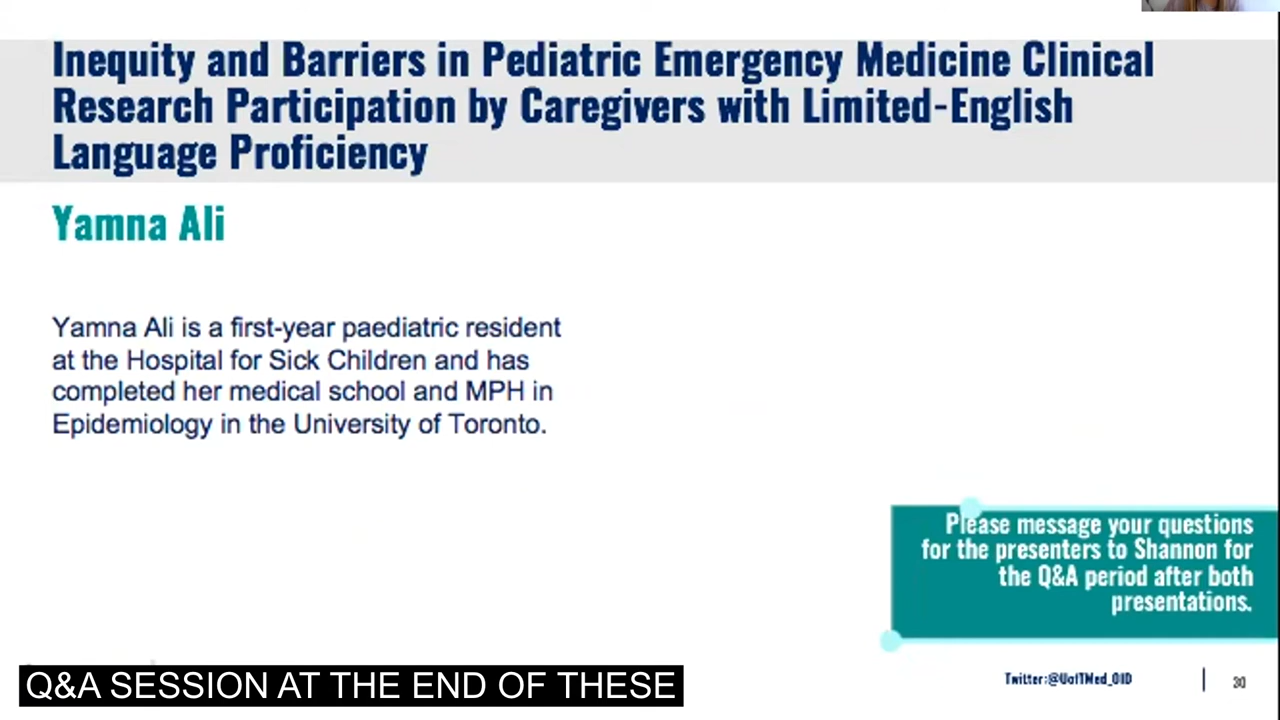 Inequity and Barriers in Pediatric Emergency Medicine Clinical
Research Participation by Caregivers with Limited-English
Language Proficiency
Yamna Ali
Yamna Ali is a first-year paediatric resident
at the Hospital for Sick Children and has
completed her medical school and MPH in
Epidemiology in the University of Toronto.
Please message your questions
for the presenters to Shannon for
the Q&A period after both
presentations.
Q&A SESSION AT THE END OF THESE
Twitter:@UofTMed_OID
30